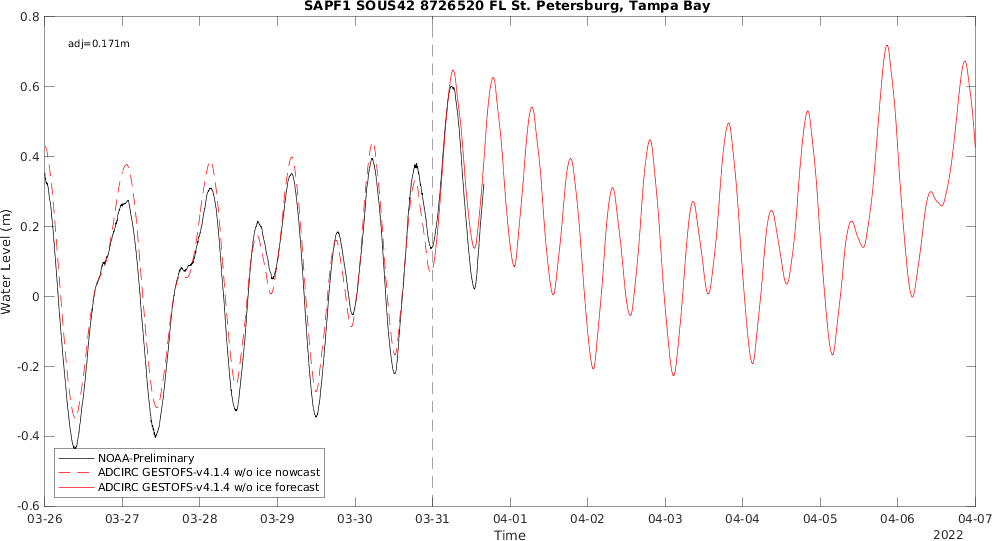 SAPF1 SOUS42 8726520 FL St. Petersburg, Tampa Bay
adj=0.171m
0.8
0.6
0.4
0.2
0
-0.2
-0.4
-0.6
Water Level (m)
NOAA-Preliminary
ADCIRC GESTOFS-v4.1.4 w/o ice nowcast
ADCIRC GESTOFS-v4.1.4 w/o ice forecast
03-26 03-27 03-28 03-29 03-30 03-31 04-01 04-02 04-03 04-04 04-05 04-06 04-07
Time
2022